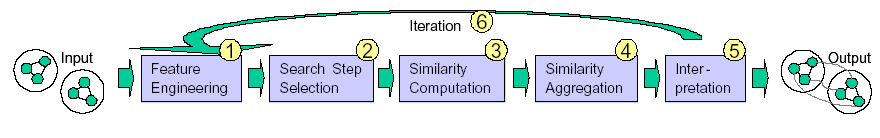 Iteration 6
Input
Output
1
Feature
Engineering
2
Search Step
Selection
3
Similarity
Computation
4
Similarity
Aggregation
5
Inter -
pretation